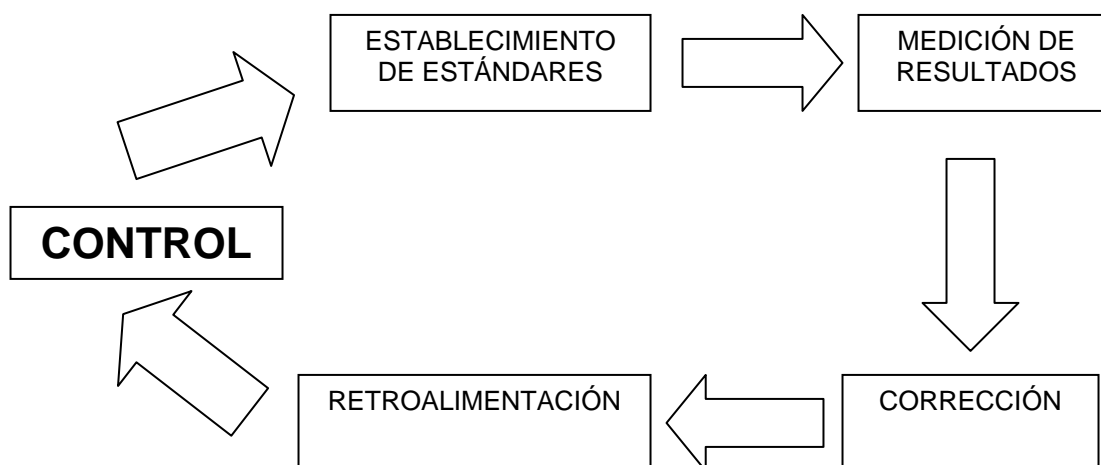 ESTABLECIMIENTO
DE ESTÁNDARES
MEDICIÓN DE
RESULTADOS
CONTROL
RETROALIMENTACIÓN
CORRECCIÓN